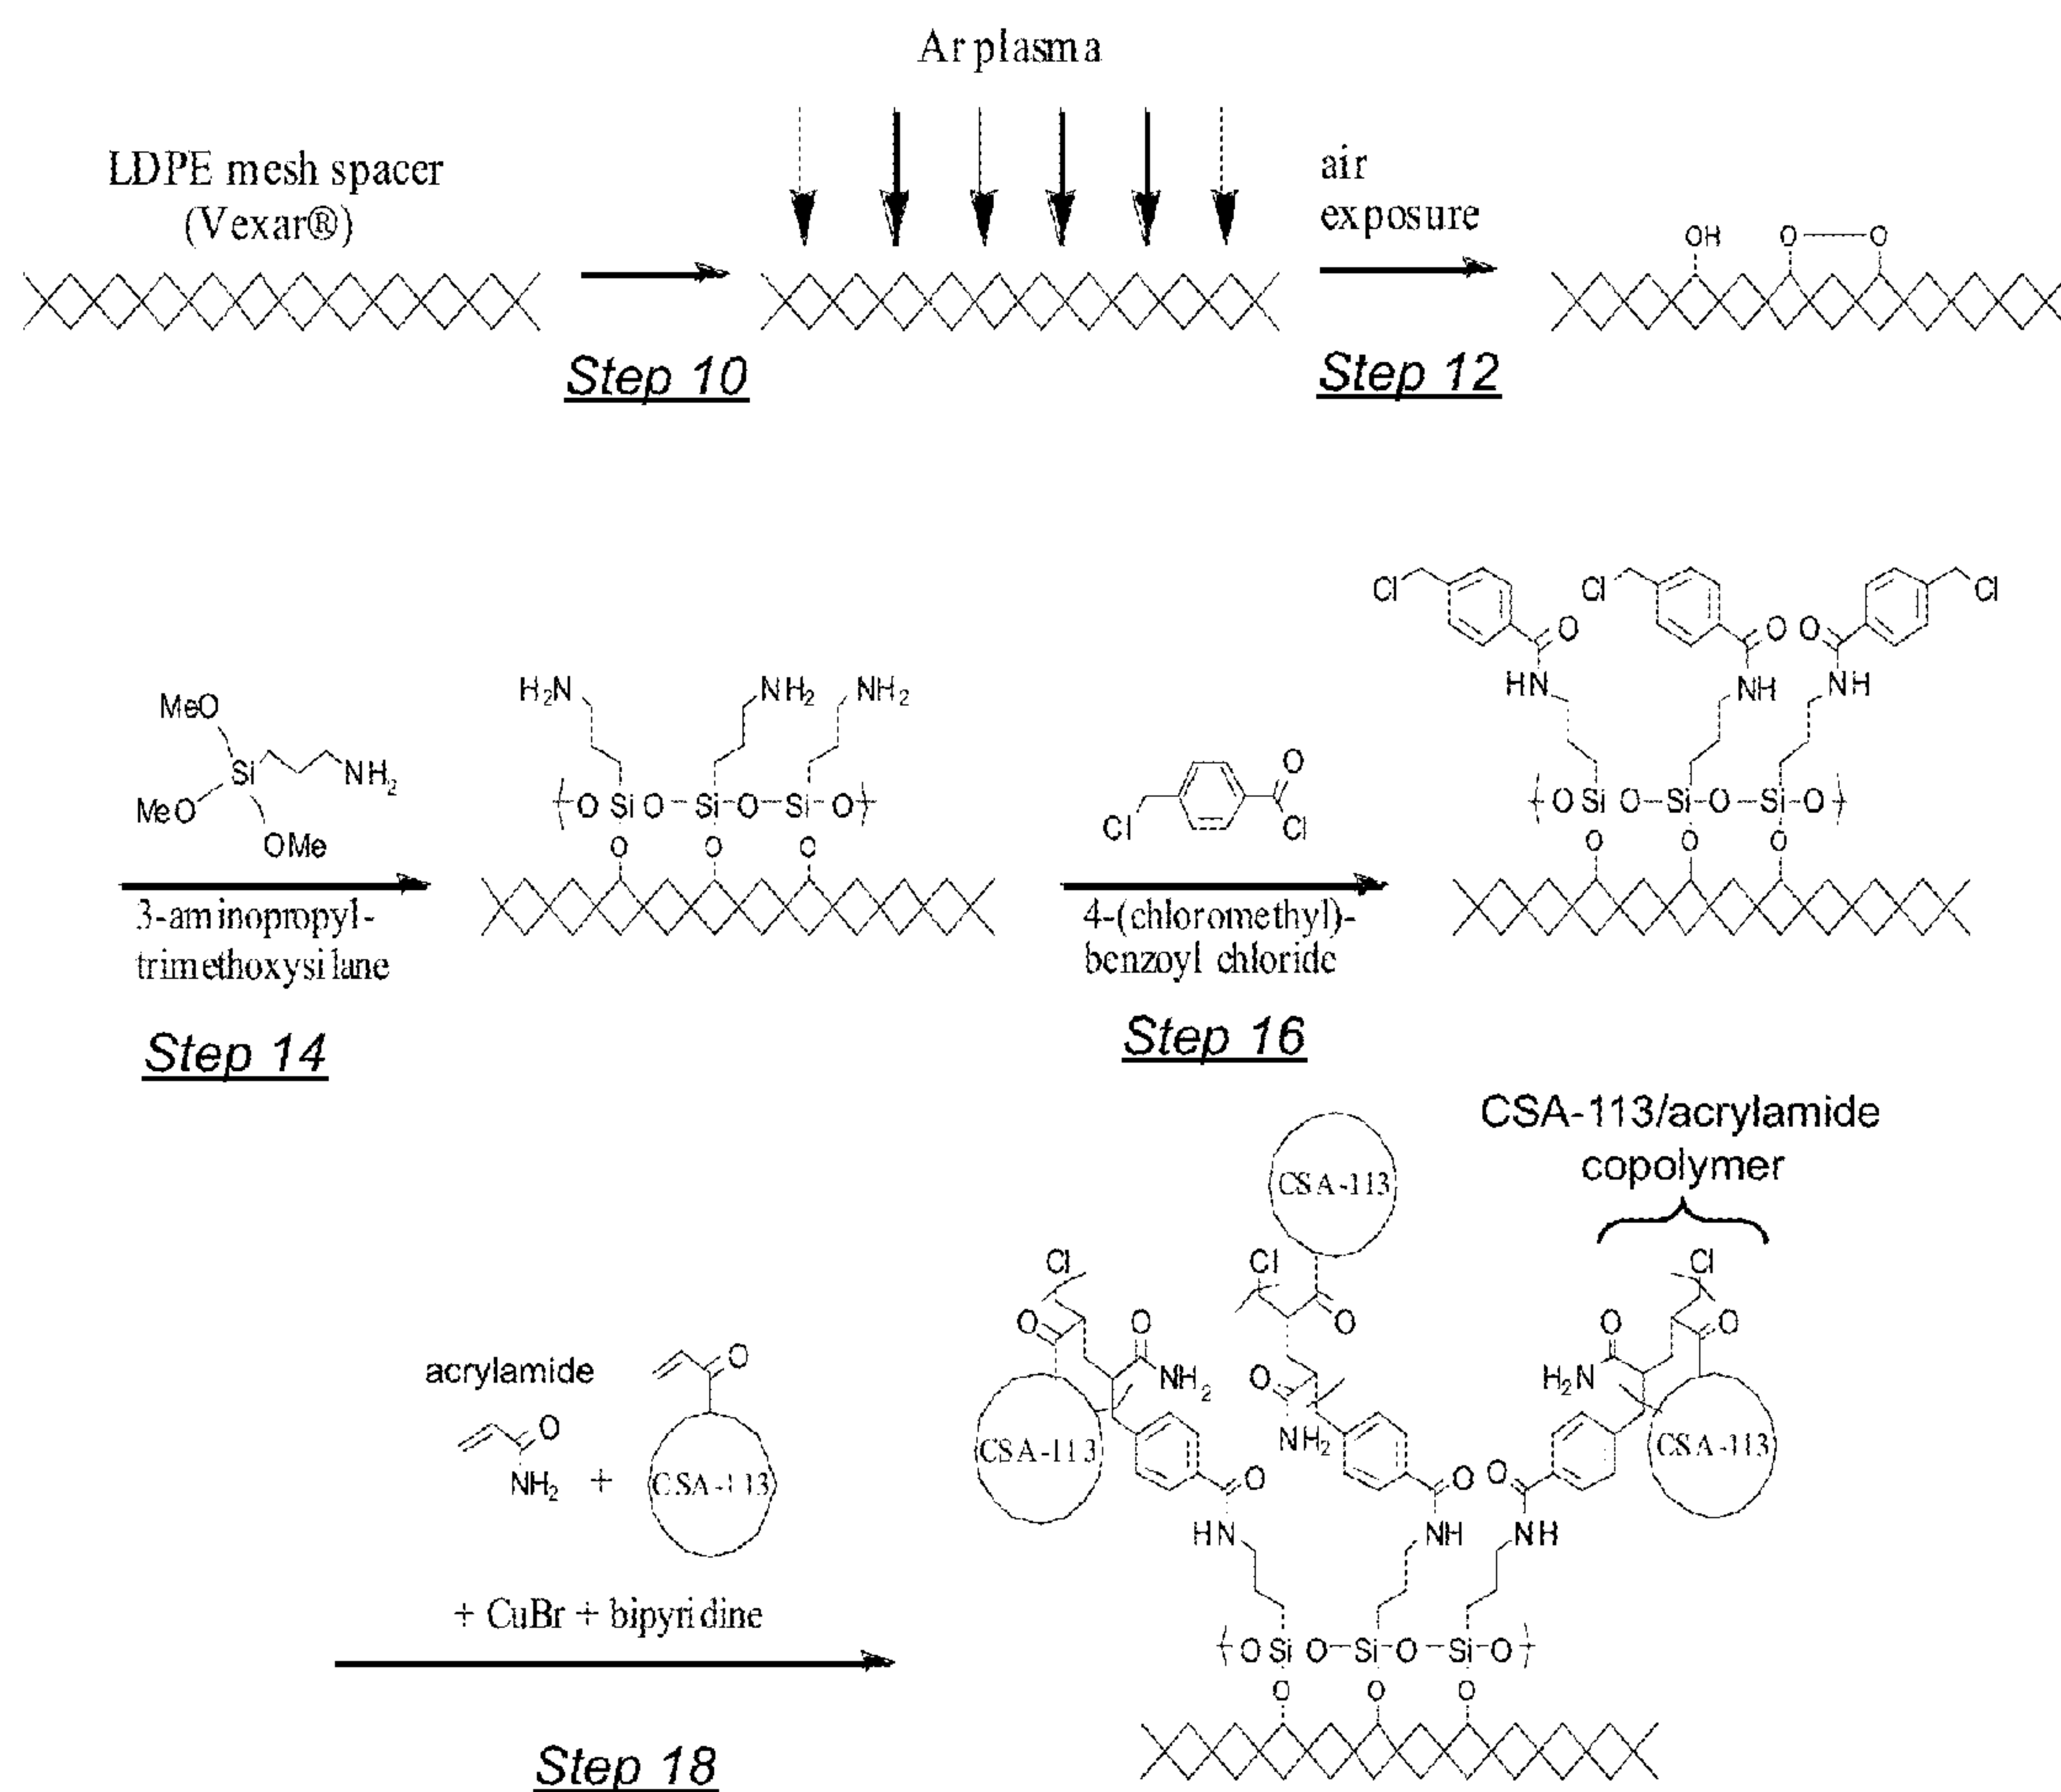 Ar plasma
LDPE mesh spacer
(Vexar®)
air
exposure
OH O O
Step 10
Step 12
Cl Cl Cl
O O O
HN NH NH
MeO
Si NH2
MeO
OMe
H2N NH2 NH2
O Si O Si O Si O
O O O
3-aminopropyl-
trimethoxysilane
Step 14
O
Cl Cl
4-(chloromethyl)-
benzoyl chloride
Step 16
O Si O Si O Si O
O O O
CSA-113/acrylamide
copolymer
CSA-113
Cl Cl Cl
O O O O O O
NH2 NH2 H2N
CSA-113 CSA-113
O O O
HN NH NH
O Si O Si O Si O
O O O
acrylamide
O O
NH2 + CSA-113
+ CuBr + bipyridine
Step 18